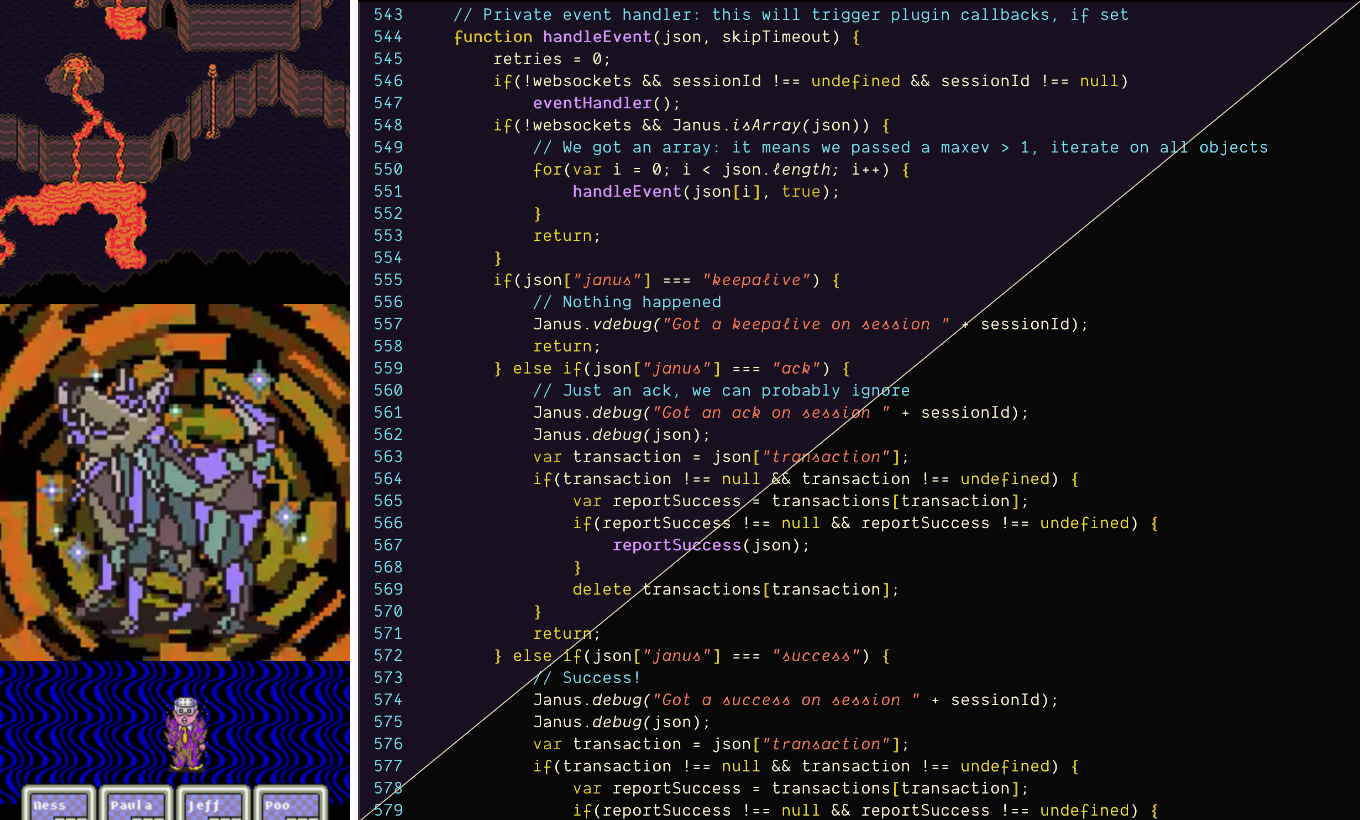 543 // Private event handler: this will trigger plugin callbacks, if set
544 function handleEvent(json, skipTimeout) {
545 retries = 0;
546 if(!websockets && sessionId !== undefined && sessionId !== null)
547 eventHandler();
548 if(!websockets && Janus.isArray(json)) {
549 // We got an array: it means we passed a maxev > 1, iterate on all objects
550 for(var i = 0; i < json.length; i++) {
551 handleEvent(json[i], true);
552 }
553 return;
554 }
555 if(json["janus"] === "keepalive") {
556 // Nothing happened
557 Janus.vdebug("Got a keepalive on session " + sessionId);
558 return;
559 } else if(json["janus"] === "ack") {
560 // Just an ack, we can probably ignore
561 Janus.debug("Got an ack on session " + sessionId);
562 Janus.debug(json);
563 var transaction = json["transaction"];
564 if(transaction !== null && transaction !== undefined) {
565 var reportSuccess = transactions[transaction];
566 if(reportSuccess !== null && reportSuccess !== undefined) {
567 reportSuccess(json);
568 }
569 delete transactions[transaction];
570 }
571 return;
572 } else if(json["janus"] === "success") {
573 // Success!
574 Janus.debug("Got a success on session " + sessionId);
575 Janus.debug(json);
576 var transaction = json["transaction"];
577 if(transaction !== null && transaction !== undefined) {
578 var reportSuccess = transactions[transaction];
579 if(reportSuccess !== null && reportSuccess !== undefined) {
Ness Paula Jeff Poo